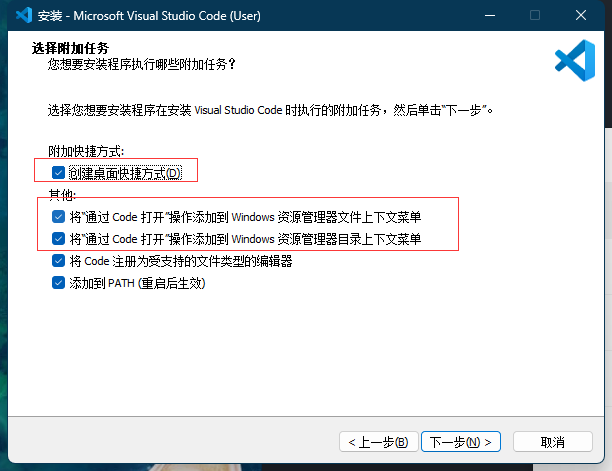 安装 - Microsoft Visual Studio Code (User)
选择附加任务
您想要安装程序执行哪些附加任务？
选择您想要安装程序在安装 Visual Studio Code 时执行的附加任务，然后单击“下一步”。
附加快捷方式:
创建桌面快捷方式(D)
其他:
将“通过 Code 打开”操作添加到 Windows 资源管理器文件上下文菜单
将“通过 Code 打开”操作添加到 Windows 资源管理器目录上下文菜单
将 Code 注册为受支持的文件类型的编辑器
添加到 PATH (重启后生效)
< 上一步(B) 下一步(N) > 取消